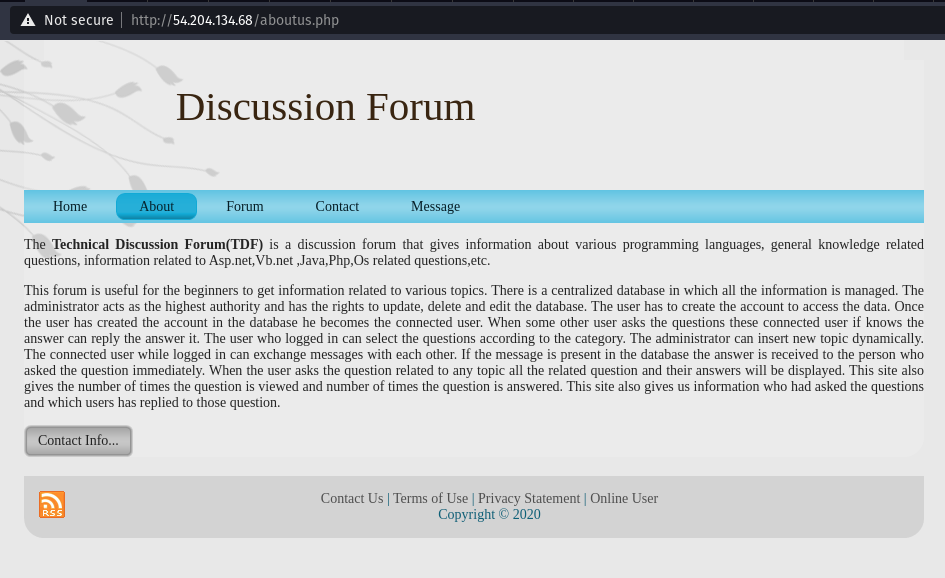 Not secure | http://54.204.134.68/aboutus.php
Discussion Forum
Home About Forum Contact Message
The Technical Discussion Forum(TDF) is a discussion forum that gives information about various programming languages, general knowledge related
questions, information related to Asp.net,Vb.net ,Java,Php,Os related questions,etc.
This forum is useful for the beginners to get information related to various topics. There is a centralized database in which all the information is managed. The
administrator acts as the highest authority and has the rights to update, delete and edit the database. The user has to create the account to access the data. Once
the user has created the account in the database he becomes the connected user. When some other user asks the questions these connected user if knows the
answer can reply the answer it. The user who logged in can select the questions according to the category. The administrator can insert new topic dynamically.
The connected user while logged in can exchange messages with each other. If the message is present in the database the answer is received to the person who
asked the question immediately. When the user asks the question related to any topic all the related question and their answers will be displayed. This site also
gives the number of times the question is viewed and number of times the question is answered. This site also gives us information who had asked the questions
and which users has replied to those question.
Contact Info...
RSS
Contact Us | Terms of Use | Privacy Statement | Online User
Copyright © 2020